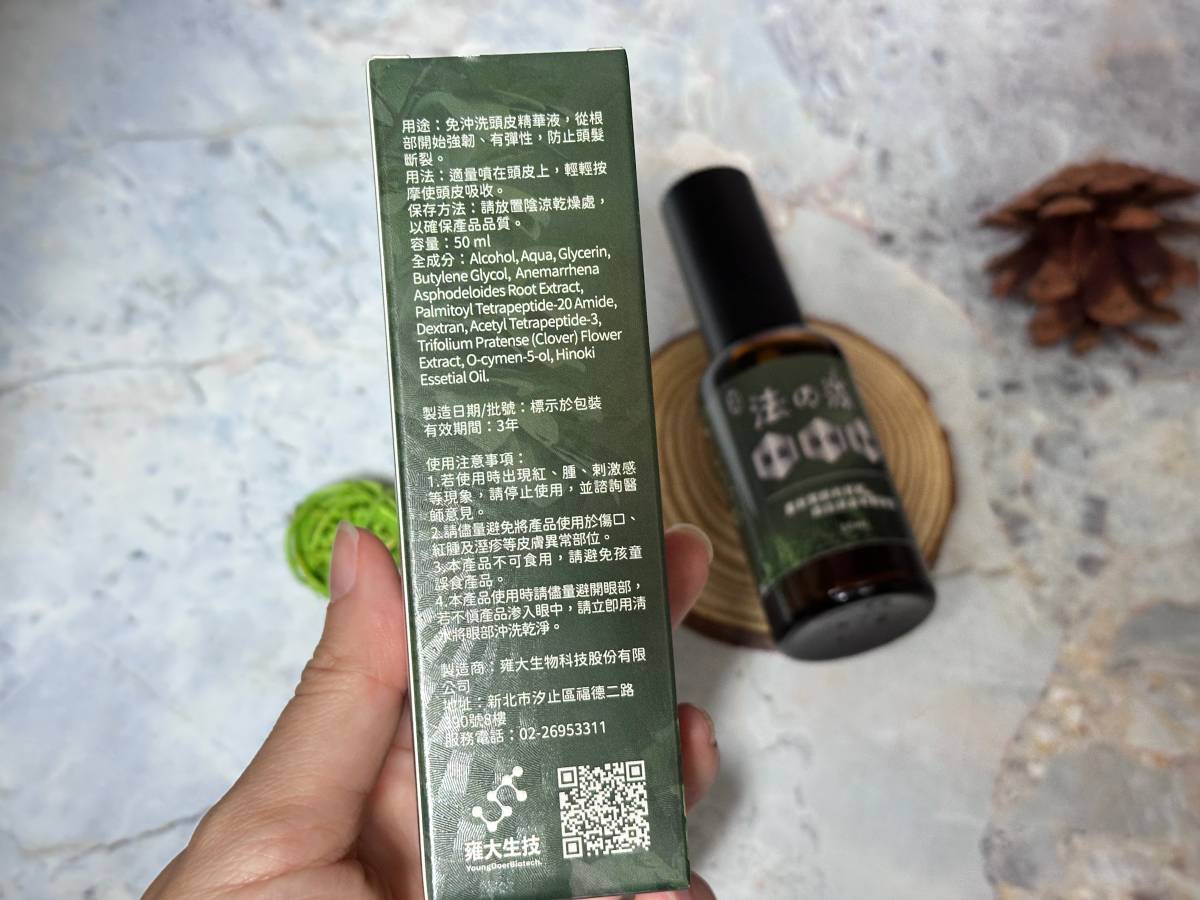 用途：免沖洗頭皮精華液，從根
部開始強韌、有彈性，防止頭髮
斷裂。
用法：適量噴在頭皮上，輕輕按
摩使頭皮吸收。
保存方法：請放置陰涼乾燥處，
以確保產品品質。
容量：50 ml
全成分：Alcohol, Aqua, Glycerin,
Butylene Glycol, Anemarrhena
Asphodeloides Root Extract,
Palmitoyl Tetrapeptide-20 Amide,
Dextran, Acetyl Tetrapeptide-3,
Trifolium Pratense (Clover) Flower
Extract, O-cymen-5-ol, Hinoki
Essetial Oil.
製造日期/批號：標示於包裝
有效期間：3年
使用注意事項：
1.若使用時出現紅、腫、刺激感
等現象，請停止使用，並諮詢醫
師意見。
2.請儘量避免將產品使用於傷口、
紅腫及溼疹等皮膚異常部位。
3.本產品不可食用，請避免孩童
誤食產品。
4.本產品使用時請儘量避開眼部，
若不慎產品滲入眼中，請立即用清
水將眼部沖洗乾淨。
製造商：雍大生物科技股份有限
公司
地址：新北市汐止區福德二路
90號8樓
服務電話：02-26953311
雍大生技
YoungDoerBiotech.
法の